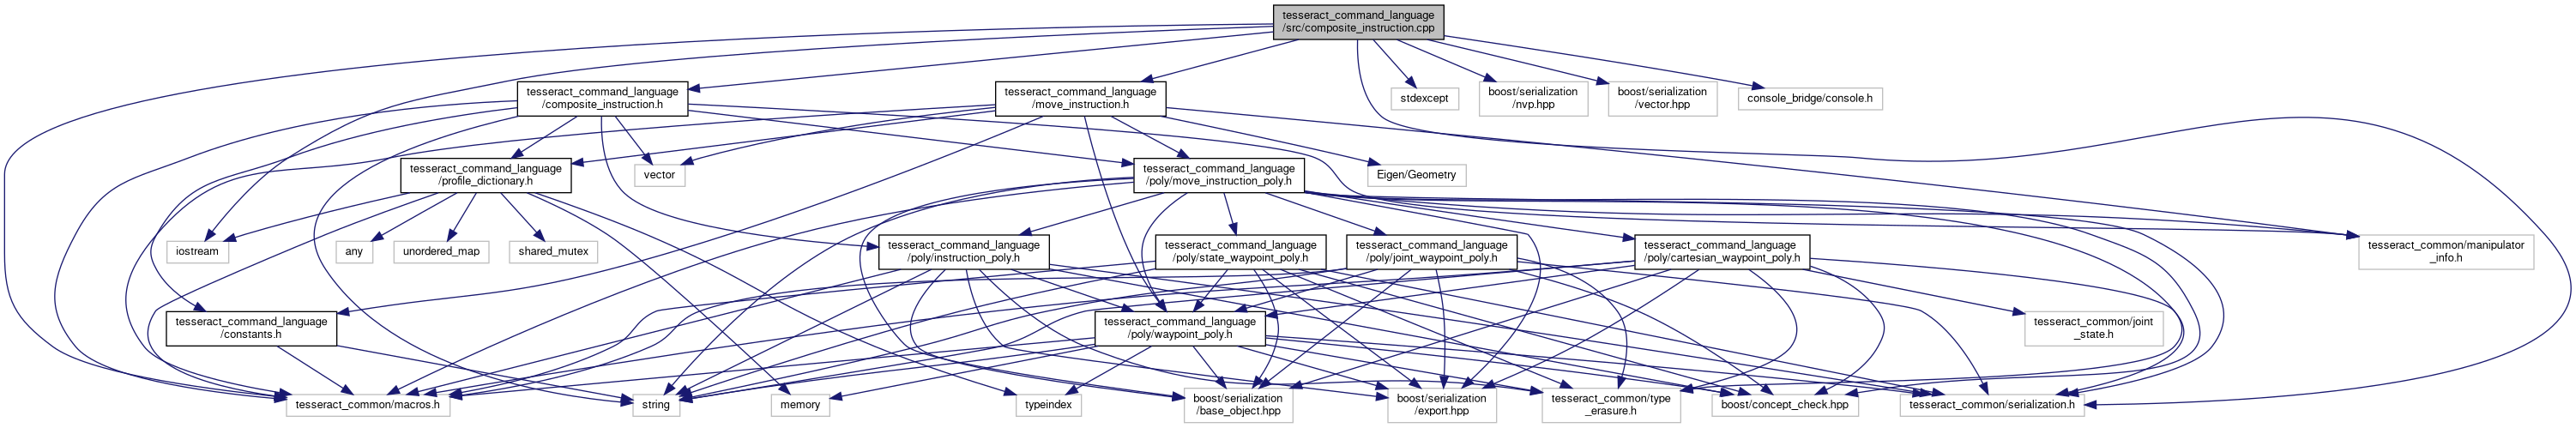 tesseract_command_language
/src/composite_instruction.cpp
tesseract_command_language
/composite_instruction.h
tesseract_command_language
/move_instruction.h
stdexcept
boost/serialization
/nvp.hpp
boost/serialization
/vector.hpp
console_bridge/console.h
tesseract_command_language
/profile_dictionary.h
vector
tesseract_command_language
/poly/move_instruction_poly.h
Eigen/Geometry
iostream
any
unordered_map
shared_mutex
tesseract_command_language
/poly/instruction_poly.h
tesseract_command_language
/poly/state_waypoint_poly.h
tesseract_command_language
/poly/joint_waypoint_poly.h
tesseract_command_language
/poly/cartesian_waypoint_poly.h
tesseract_common/manipulator
_info.h
tesseract_command_language
/constants.h
tesseract_command_language
/poly/waypoint_poly.h
tesseract_common/joint
_state.h
tesseract_common/macros.h
string
memory
typeindex
boost/serialization
/base_object.hpp
boost/serialization
/export.hpp
tesseract_common/type
_erasure.h
boost/concept_check.hpp
tesseract_common/serialization.h